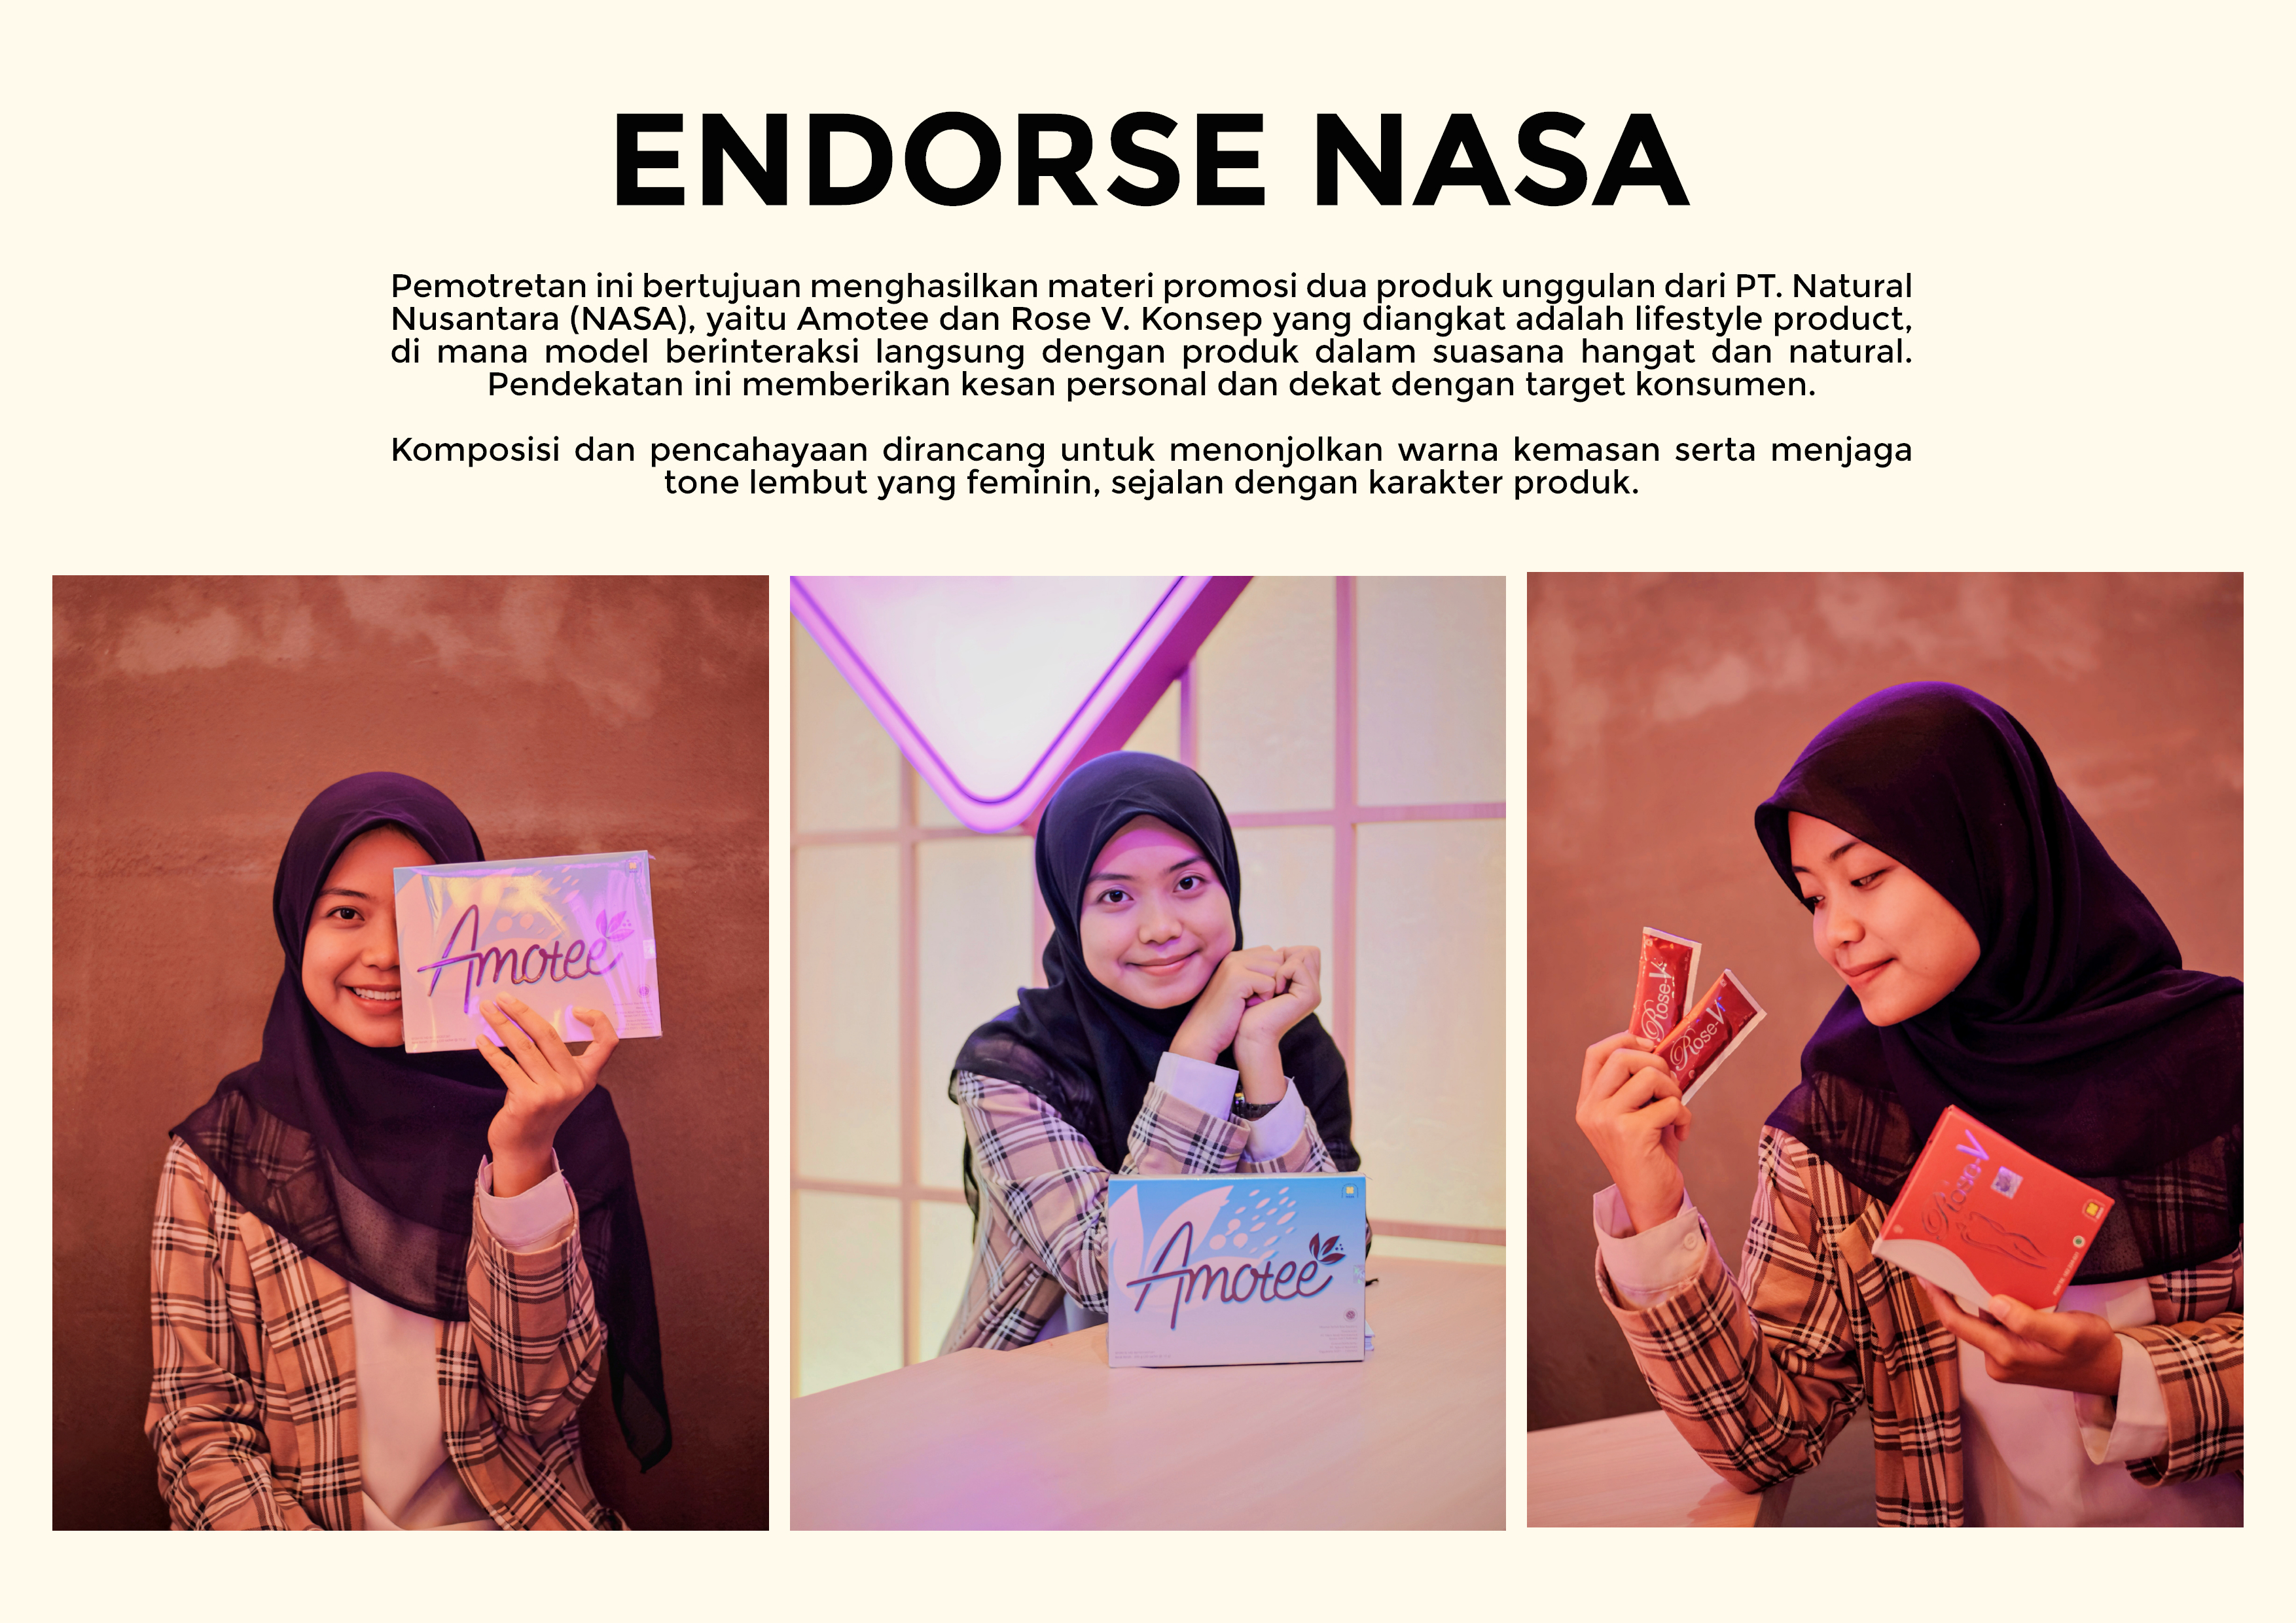 ENDORSE NASA
Pemotretan ini bertujuan menghasilkan materi promosi dua produk unggulan dari PT. Natural
Nusantara (NASA), yaitu Amotee dan Rose V. Konsep yang diangkat adalah lifestyle product,
di mana model berinteraksi langsung dengan produk dalam suasana hangat dan natural.
Pendekatan ini memberikan kesan personal dan dekat dengan target konsumen.
Komposisi dan pencahayaan dirancang untuk menonjolkan warna kemasan serta menjaga
tone lembut yang feminin, sejalan dengan karakter produk.
Amotee
Amotee
Rose-V
Rose-V
Rose-V